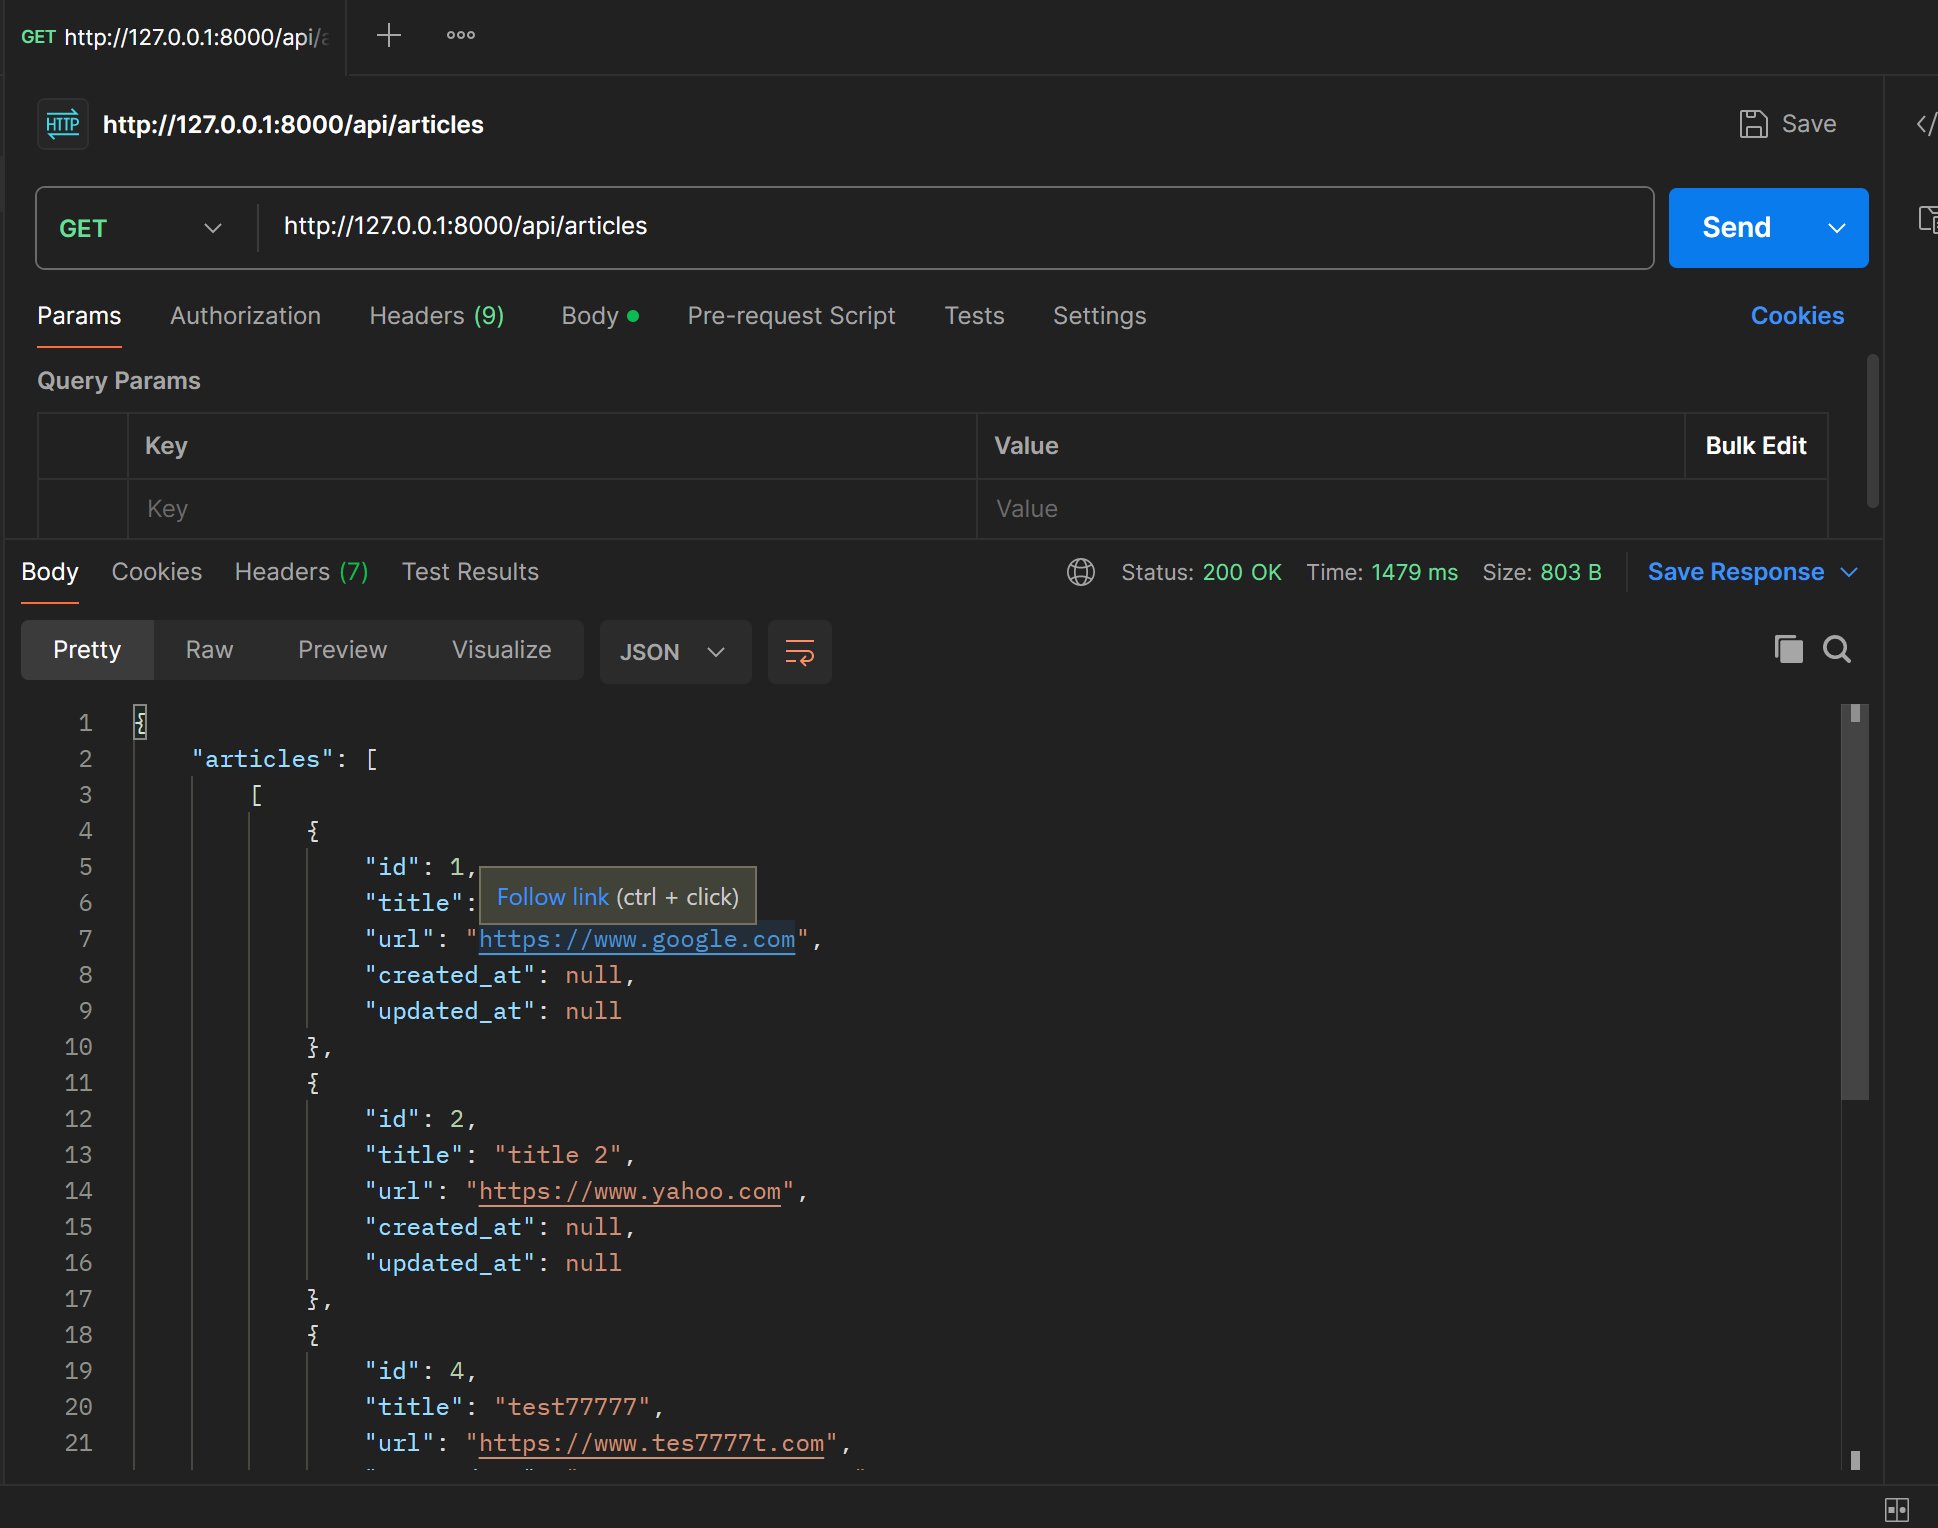 GET http://127.0.0.1:8000/api/a
HTTP http://127.0.0.1:8000/api/articles
Save
GET http://127.0.0.1:8000/api/articles
Send
Params Authorization Headers (9) Body Pre-request Script Tests Settings Cookies
Query Params
Key Value Bulk Edit
Key Value
Body Cookies Headers (7) Test Results Status: 200 OK Time: 1479 ms Size: 803 B Save Response
Pretty Raw Preview Visualize JSON
1 {
2 "articles": [
3 [
4 {
5 "id": 1,
Follow link (ctrl + click)
6 "title":
7 "url": "https://www.google.com",
8 "created_at": null,
9 "updated_at": null
10 },
11 {
12 "id": 2,
13 "title": "title 2",
14 "url": "https://www.yahoo.com",
15 "created_at": null,
16 "updated_at": null
17 },
18 {
19 "id": 4,
20 "title": "test77777",
21 "url": "https://www.tes7777t.com",